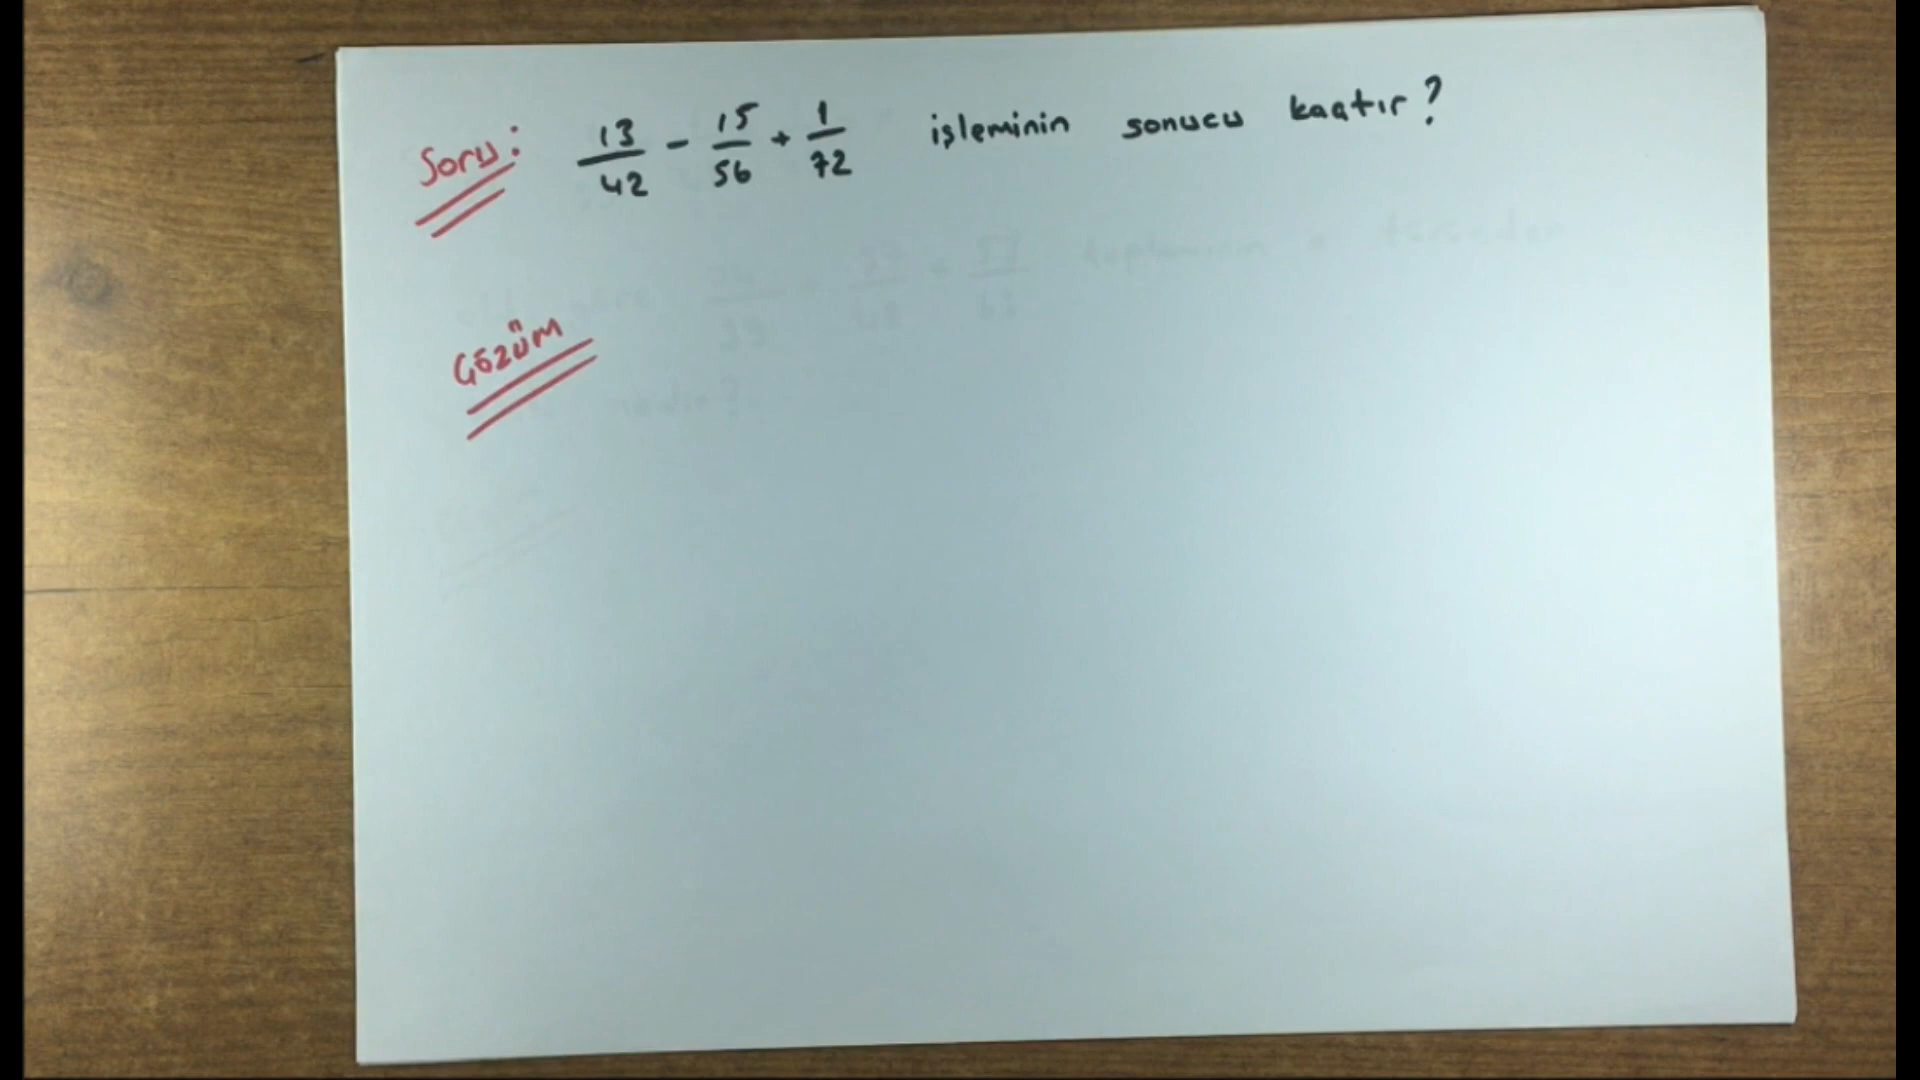 Soru: 13/42 - 15/56 + 1/72 işleminin sonucu kaçtır?
Çözüm